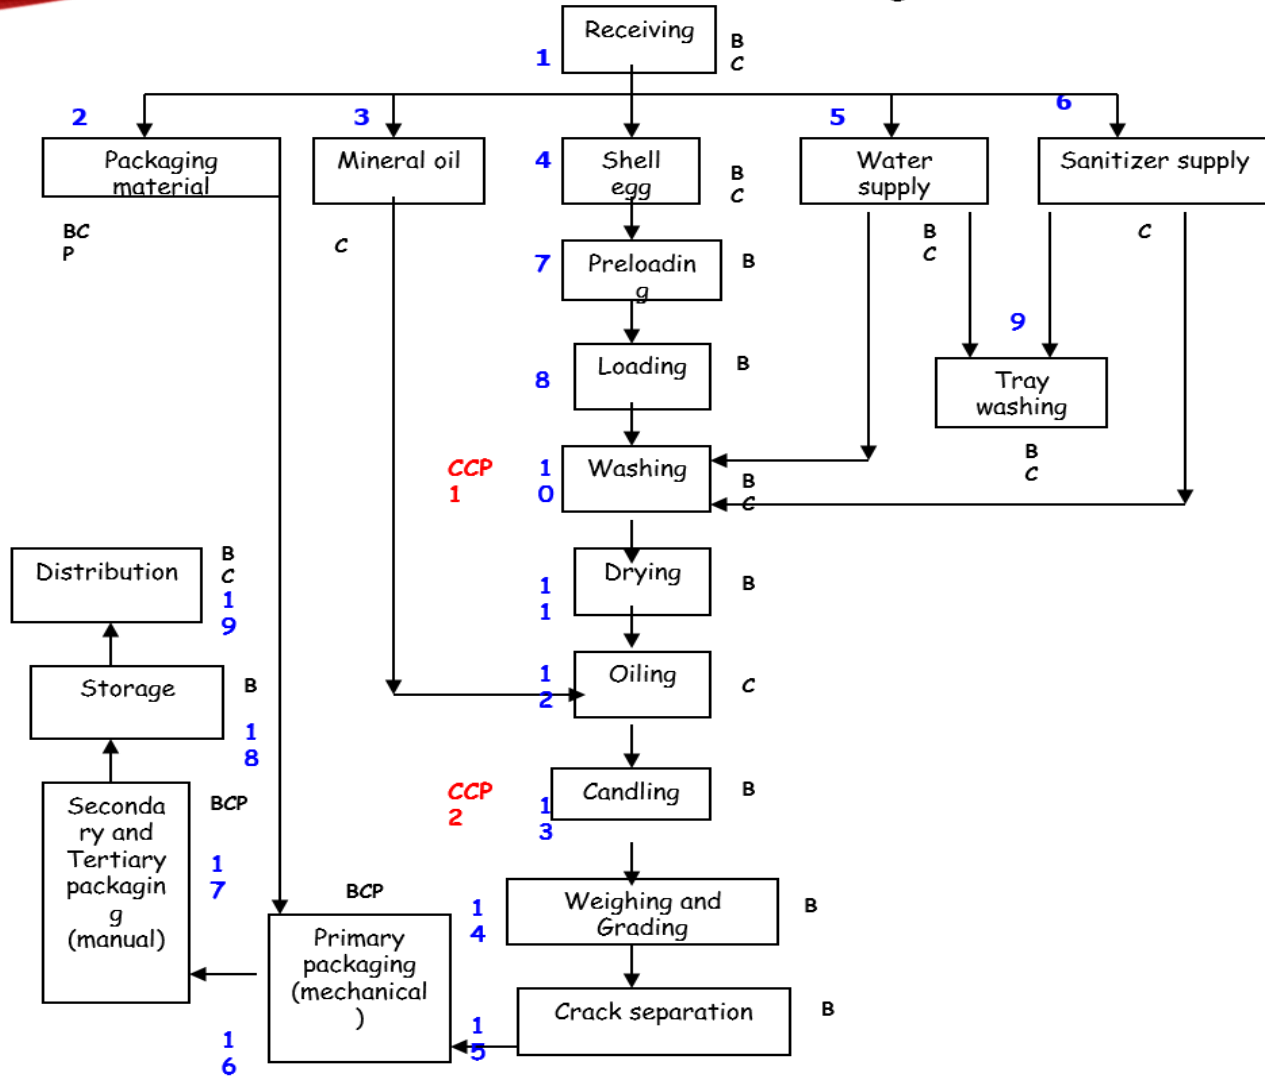 Receiving
B
C
1
2
3
5
6
Packaging
material
Mineral oil
4
Shell
egg
B
C
Water
supply
Sanitizer supply
BC
P
C
B
C
C
7
Preloadin
g
B
9
8
Loading
B
Tray
washing
B
C
CCP
1
1
0
Washing
B
C
Distribution
B
C
1
9
1
1
Drying
B
Storage
B
1
8
1
2
Oiling
C
CCP
2
1
3
Candling
B
Seconda
ry and
Tertiary
packagin
g
(manual)
BCP
1
7
BCP
1
4
Weighing and
Grading
B
Primary
packaging
(mechanical
)
1
6
1
5
Crack separation
B